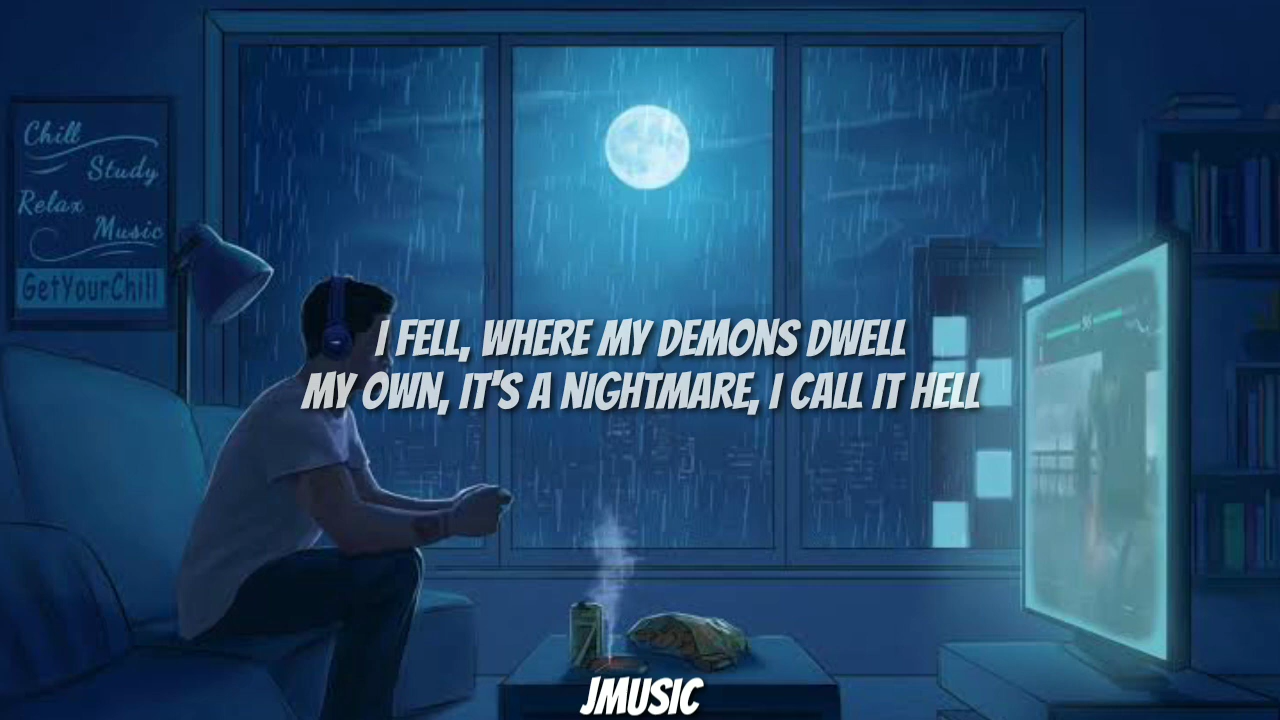 Chill
Study
Relax
Music
GetYourChill
I FELL, WHERE MY DEMONS DWELL
MY OWN, IT'S A NIGHTMARE, I CALL IT HELL
JMUSIC